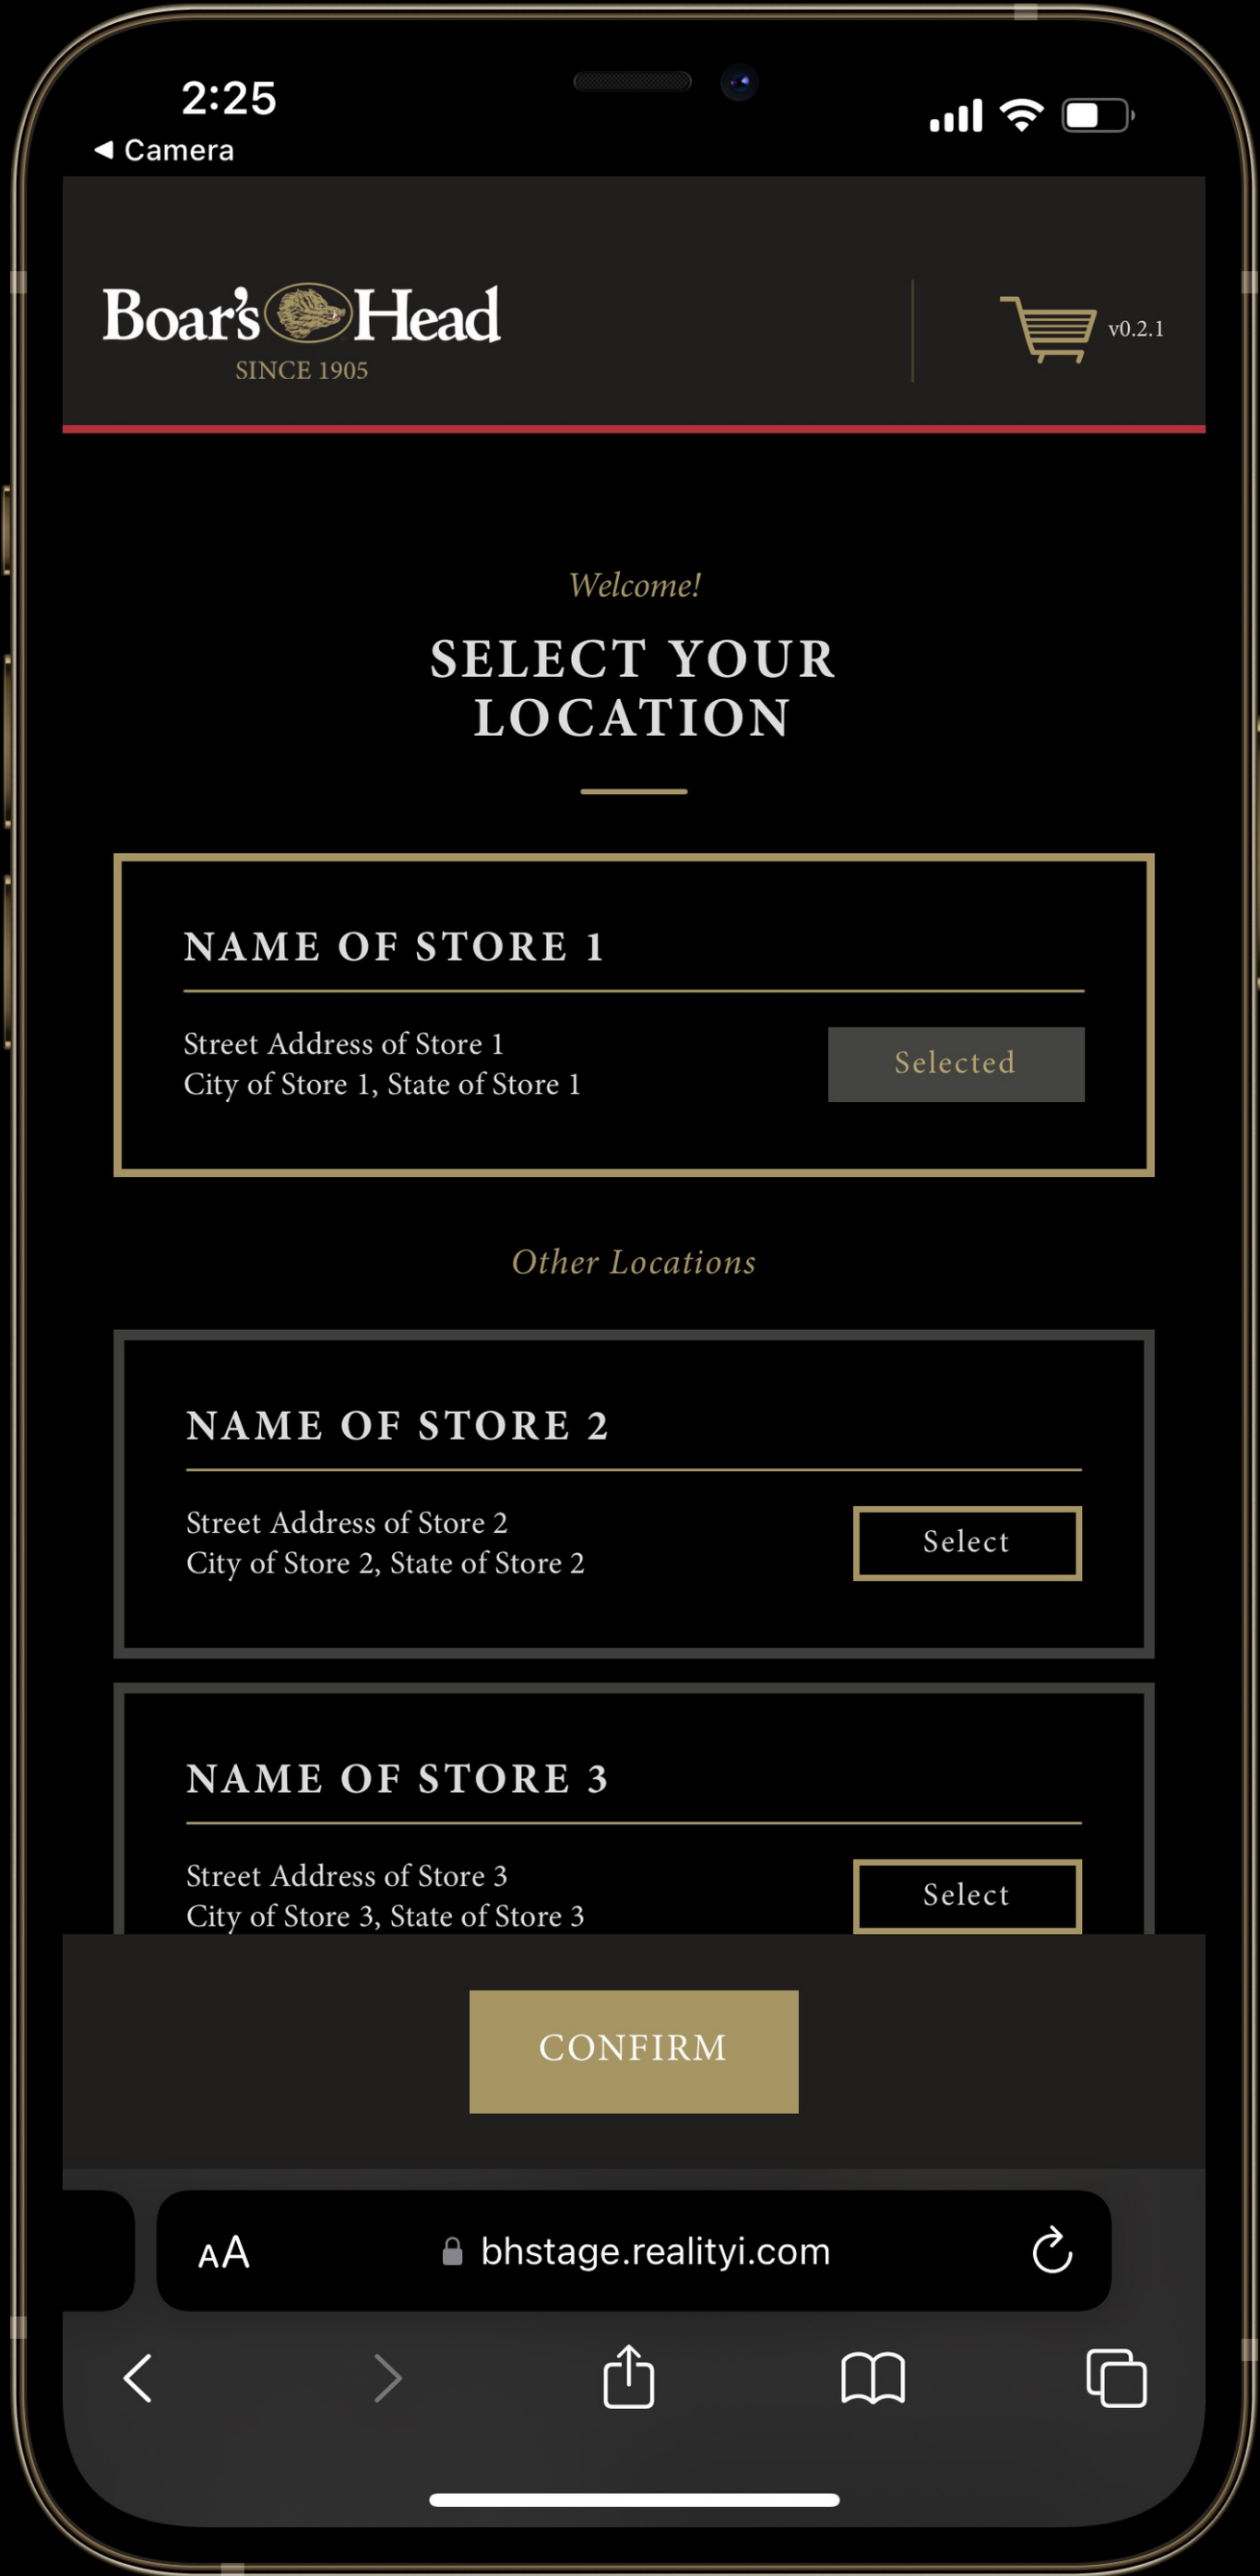 2:25
◀ Camera
Boar's Head
SINCE 1905
v0.2.1
Welcome!
SELECT YOUR
LOCATION
NAME OF STORE 1
Street Address of Store 1
City of Store 1, State of Store 1
Selected
Other Locations
NAME OF STORE 2
Street Address of Store 2
City of Store 2, State of Store 2
Select
NAME OF STORE 3
Street Address of Store 3
City of Store 3, State of Store 3
Select
CONFIRM
AA
bhstage.realityi.com